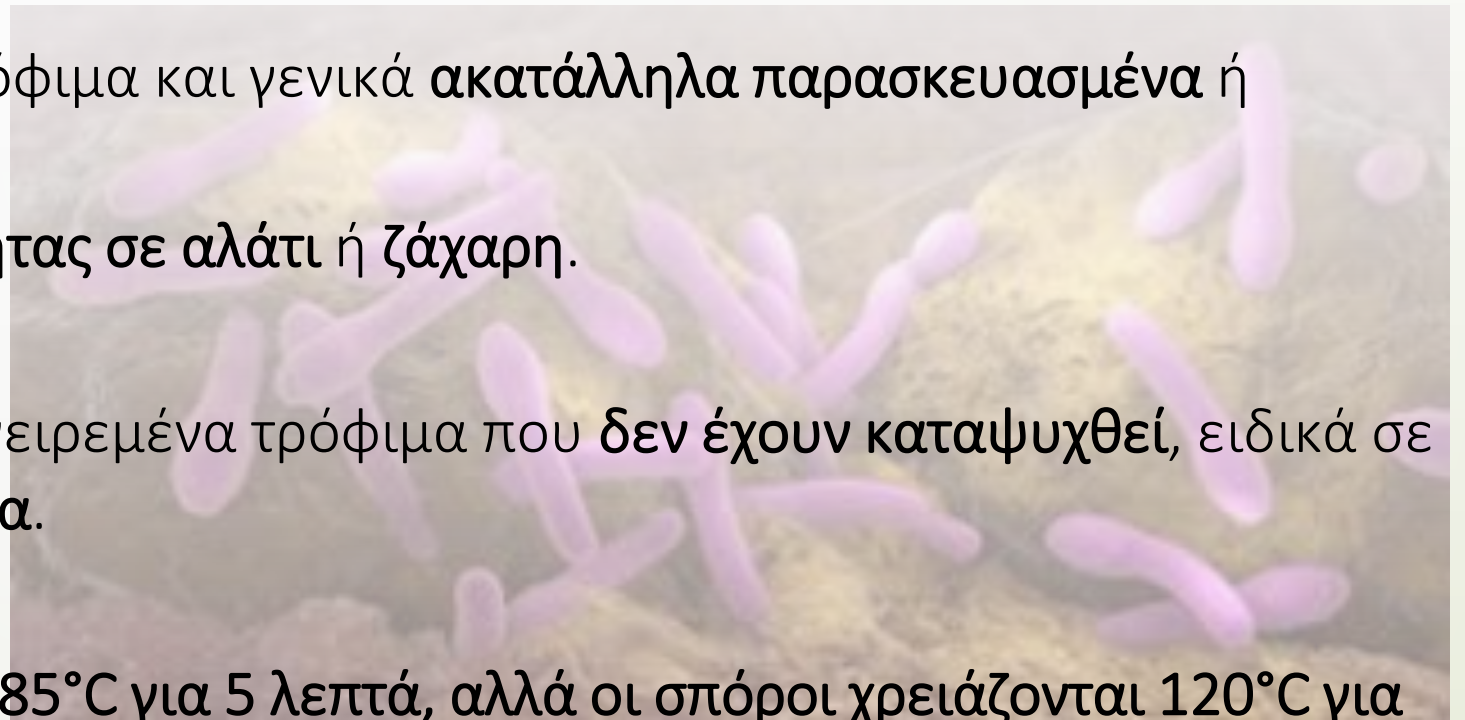 όφιμα και γενικά ακατάλληλα παρασκευασμένα ή
ητας σε αλάτι ή ζάχαρη.
γειρεμένα τρόφιμα που δεν έχουν καταψυχθεί, ειδικά σε
α.
85°C για 5 λεπτά, αλλά οι σπόροι χρειάζονται 120°C για